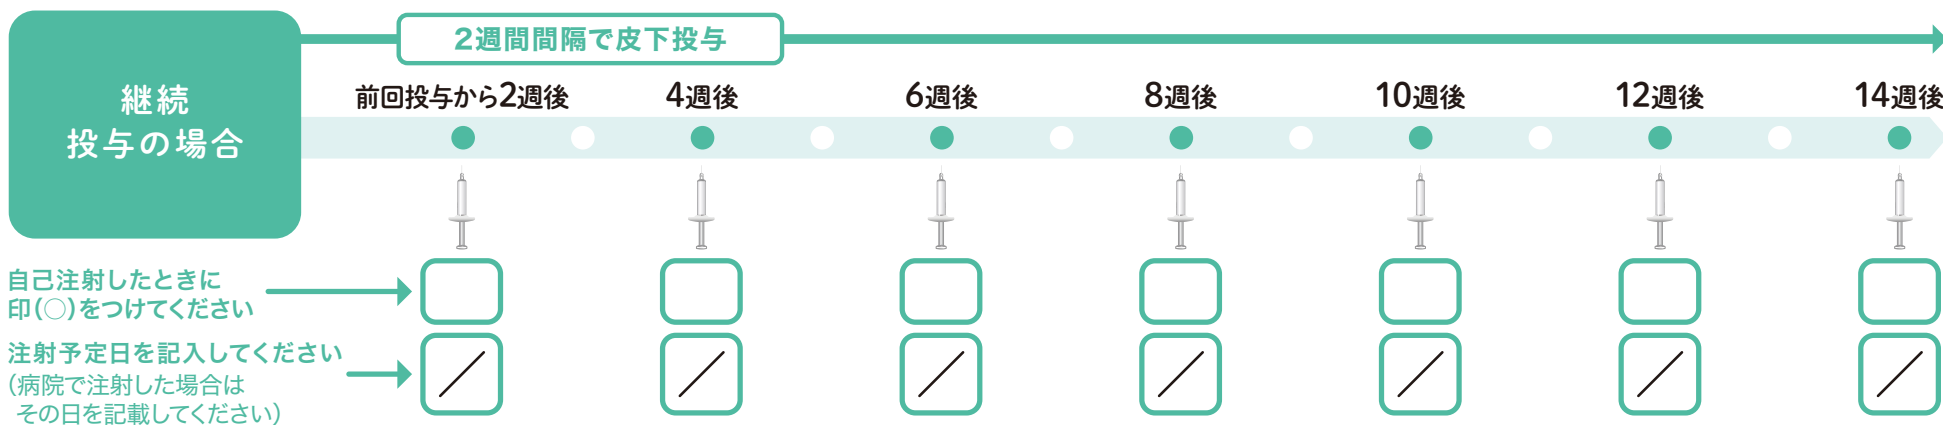 継続
投与の場合
2週間間隔で皮下投与
前回投与から2週後 4週後 6週後 8週後 10週後 12週後 14週後
自己注射したときに
印(○)をつけてください
注射予定日を記入してください
(病院で注射した場合は
その日を記載してください)